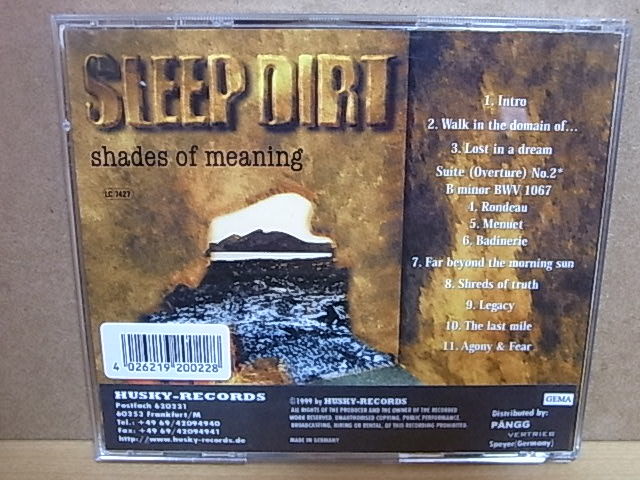 SLEEP DIRT
shades of meaning
LC 7427
1. Intro
2. Walk in the domain of...
3. Lost in a dream
Suite (Overture) No.2*
B minor BWV 1067
4. Rondeau
5. Menuet
6. Badinerie
7. Far beyond the morning sun
8. Shreds of truth
9. Legacy
10. The last mile
11. Agony & Fear
4 026219 200228
HUSKY-RECORDS
Postfach 630331
60353 Frankfurt/M
Tel.: +49 69/42094940
Fax: +49 69/42094941
http://www.husky-records.de
©1999 by HUSKY-RECORDS
ALL RIGHTS OF THE PRODUCER AND THE OWNER OF THE RECORDED
WORK RESERVED. UNAUTHORISED COPYING, PUBLIC PERFORMANCE,
BROADCASTING, HIRING OR RENTAL, OF THIS RECORDING PROHIBITED.
MADE IN GERMANY
GEMA
Distributed by:
PÄNGG
VERTRIEB
Speyer(Germany)